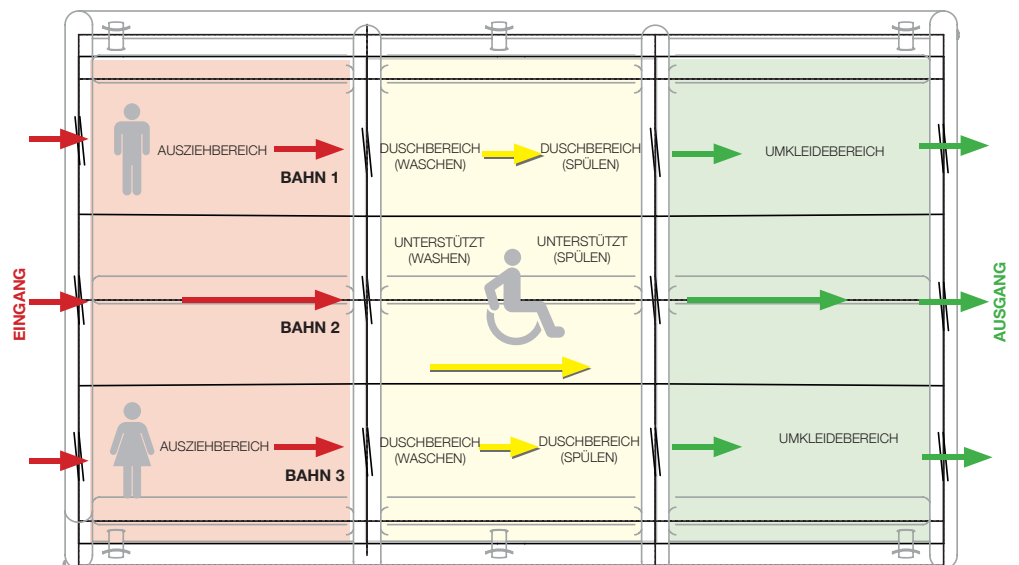 AUSZIEHBEREICH
BAHN 1
DUSCHBEREICH
(WASCHEN)
DUSCHBEREICH
(SPÜLEN)
UMKLEIDEBEREICH
EINGANG
BAHN 2
UNTERSTÜTZT
(WASHEN)
UNTERSTÜTZT
(SPÜLEN)
AUSGANG
AUSZIEHBEREICH
BAHN 3
DUSCHBEREICH
(WASCHEN)
DUSCHBEREICH
(SPÜLEN)
UMKLEIDEBEREICH